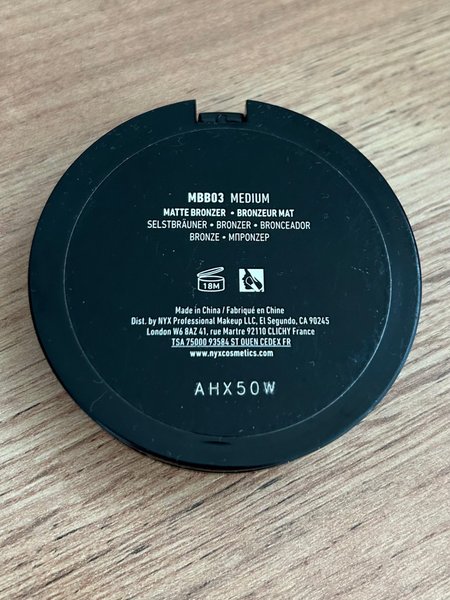 MBB03 MEDIUM
MATTE BRONZER • BRONZEUR MAT
SELSTBRÄUNER • BRONZER • BRONCEADOR
BRONZE • ΜΠΡΟΝΖΕΡ
18M
Made in China / Fabriqué en Chine
Dist. by NYX Professional Makeup LLC, El Segundo, CA 90245
London W6 8AZ 41, rue Martre 92110 CLICHY France
TSA 75000 93584 ST OUEN CEDEX FR
www.nyxcosmetics.com
AHX50W